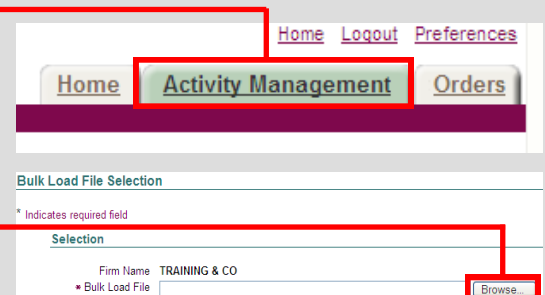 Home Logout Preferences
Home Activity Management Orders
Bulk Load File Selection
* Indicates required field
Selection
Firm Name TRAINING & CO
* Bulk Load File Browse...